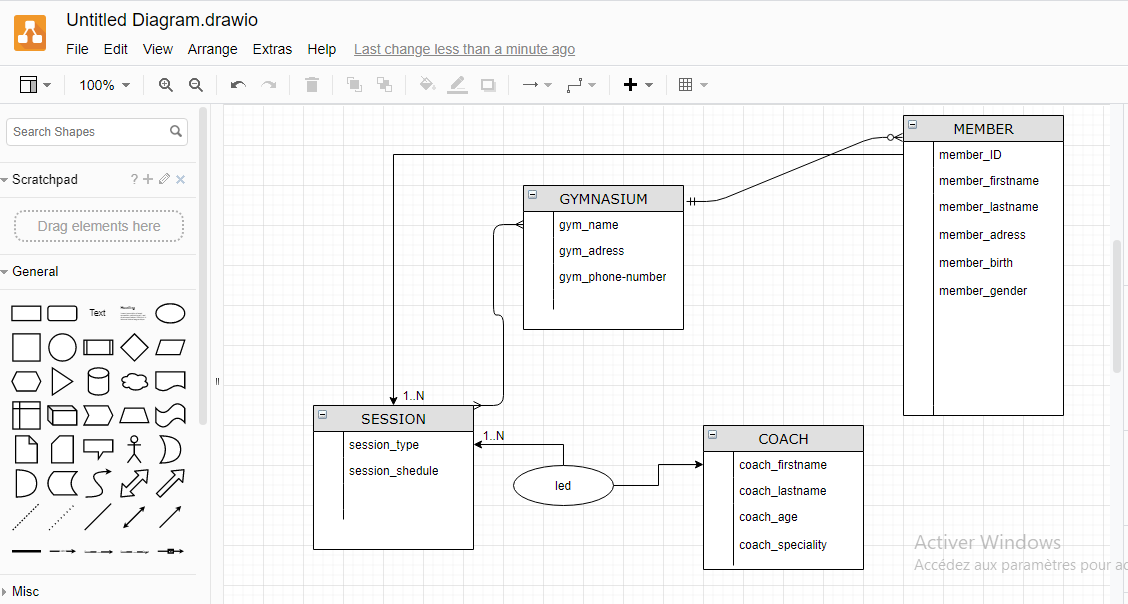 Untitled Diagram.drawio
File Edit View Arrange Extras Help Last change less than a minute ago
100%
Search Shapes
Scratchpad ?
Drag elements here
General
Text
Heading
Misc
MEMBER
member_ID
member_firstname
member_lastname
member_adress
member_birth
member_gender
GYMNASIUM
gym_name
gym_adress
gym_phone-number
1..N
SESSION
session_type
session_shedule
1..N
led
COACH
coach_firstname
coach_lastname
coach_age
coach_speciality
Activer Windows
Accédez aux paramètres pour ac